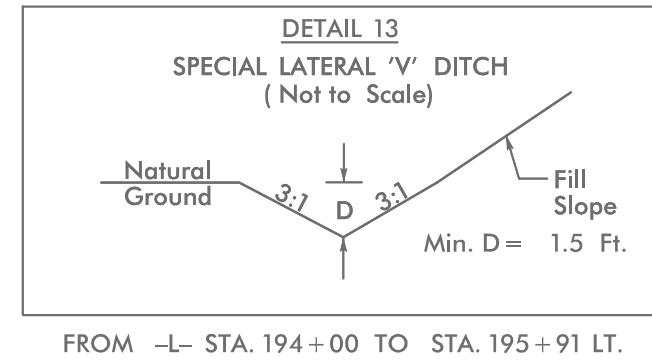 DETAIL 13
SPECIAL LATERAL 'V' DITCH
( Not to Scale)
Natural
Ground
3:1
D
3:1
Fill
Slope
Min. D = 1.5 Ft.
FROM –L– STA. 194+00 TO STA. 195+91 LT.